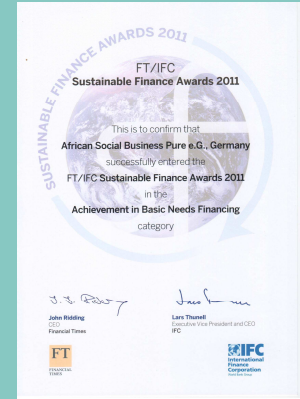 SUSTAINABLE FINANCE AWARDS 2011
FT/IFC
Sustainable Finance Awards 2011
This is to confirm that
African Social Business Pure e.G., Germany
successfully entered the
FT/IFC Sustainable Finance Awards 2011
in the
Achievement in Basic Needs Financing
category
John Ridding
CEO
Financial Times
Lars Thunell
Executive Vice President and CEO
IFC
FT
FINANCIAL
TIMES
IFC
International
Finance
Corporation
World Bank Group